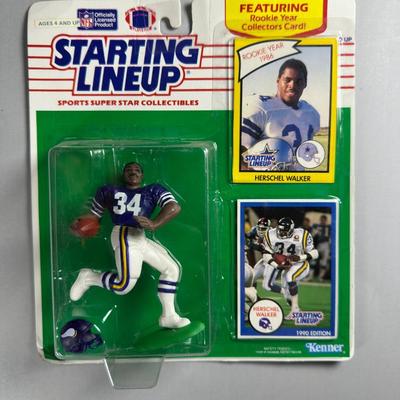 AGES 4 AND UP
Officially
Licensed
Product
FEATURING
Rookie Year
Collectors Card!
STARTING
LINEUP
SPORTS SUPER STAR COLLECTIBLES
ROOKIE YEAR
1986
STARTING
LINEUP
HERSCHEL WALKER
34
34
HERSCHEL
WALKER
STARTING
LINEUP
1990 EDITION
Kenner